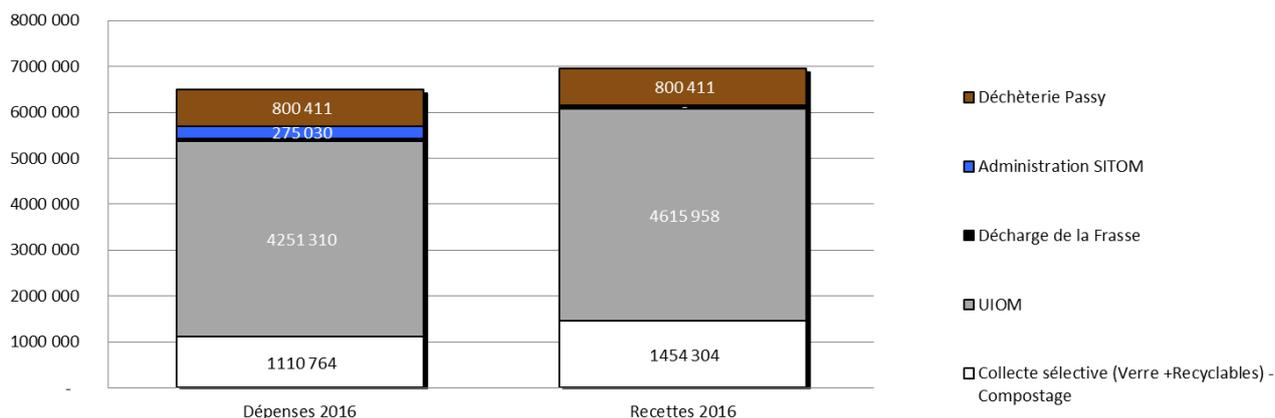 8000 000
7000 000
6000 000
5000 000
4000 000
3000 000
2000 000
1000 000
-
800 411
275 030
4251 310
1110 764
800 411
-
4615 958
1454 304
Dépenses 2016
Recettes 2016
Déchèterie Passy
Administration SITOM
Décharge de la Frasse
UIOM
Collecte sélective (Verre +Recyclables) -
Compostage